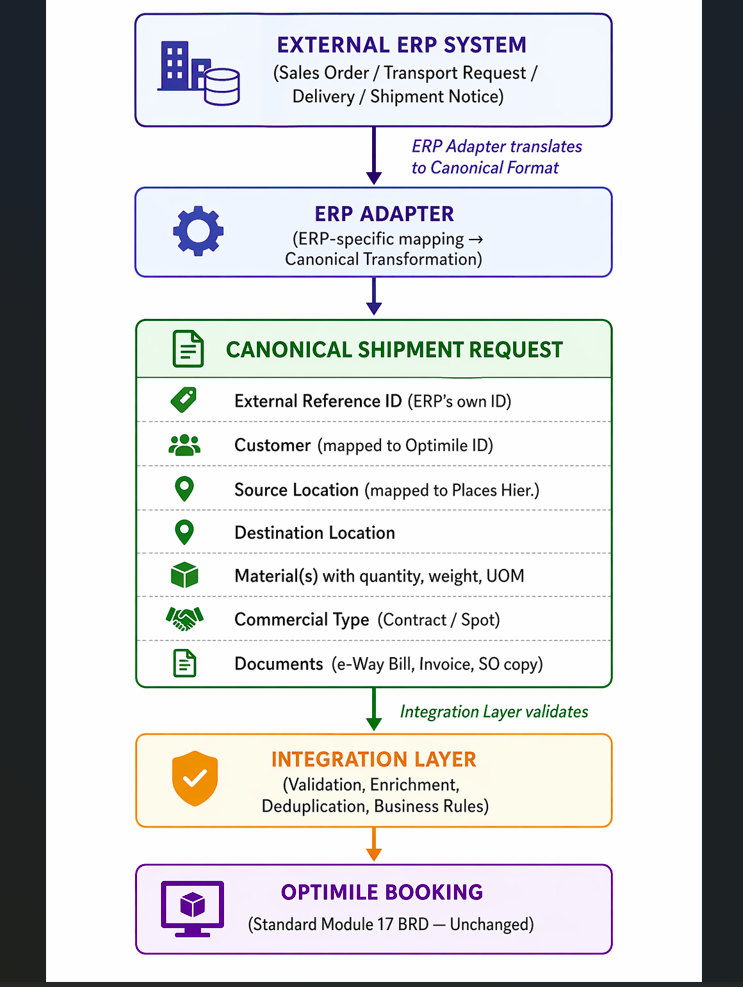 EXTERNAL ERP SYSTEM
(Sales Order / Transport Request /
Delivery / Shipment Notice)
ERP Adapter translates
to Canonical Format
ERP ADAPTER
(ERP-specific mapping →
Canonical Transformation)
CANONICAL SHIPMENT REQUEST
External Reference ID (ERP's own ID)
Customer (mapped to Optimile ID)
Source Location (mapped to Places Hier.)
Destination Location
Material(s) with quantity, weight, UOM
Commercial Type (Contract / Spot)
Documents (e-Way Bill, Invoice, SO copy)
Integration Layer validates
INTEGRATION LAYER
(Validation, Enrichment,
Deduplication, Business Rules)
OPTIMILE BOOKING
(Standard Module 17 BRD — Unchanged)